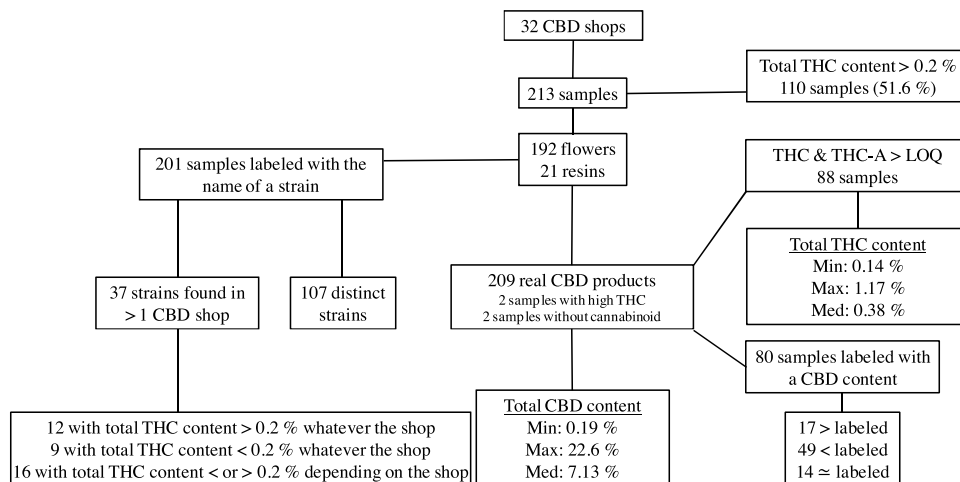 32 CBD shops
213 samples
Total THC content > 0.2 %
110 samples (51.6 %)
192 flowers
21 resins
201 samples labeled with the
name of a strain
THC & THC-A > LOQ
88 samples
Total THC content
Min: 0.14 %
Max: 1.17 %
Med: 0.38 %
209 real CBD products
2 samples with high THC
2 samples without cannabinoid
37 strains found in
> 1 CBD shop
107 distinct
strains
80 samples labeled with
a CBD content
12 with total THC content > 0.2 % whatever the shop
9 with total THC content < 0.2 % whatever the shop
16 with total THC content < or > 0.2 % depending on the shop
Total CBD content
Min: 0.19 %
Max: 22.6 %
Med: 7.13 %
17 > labeled
49 < labeled
14 ≃ labeled